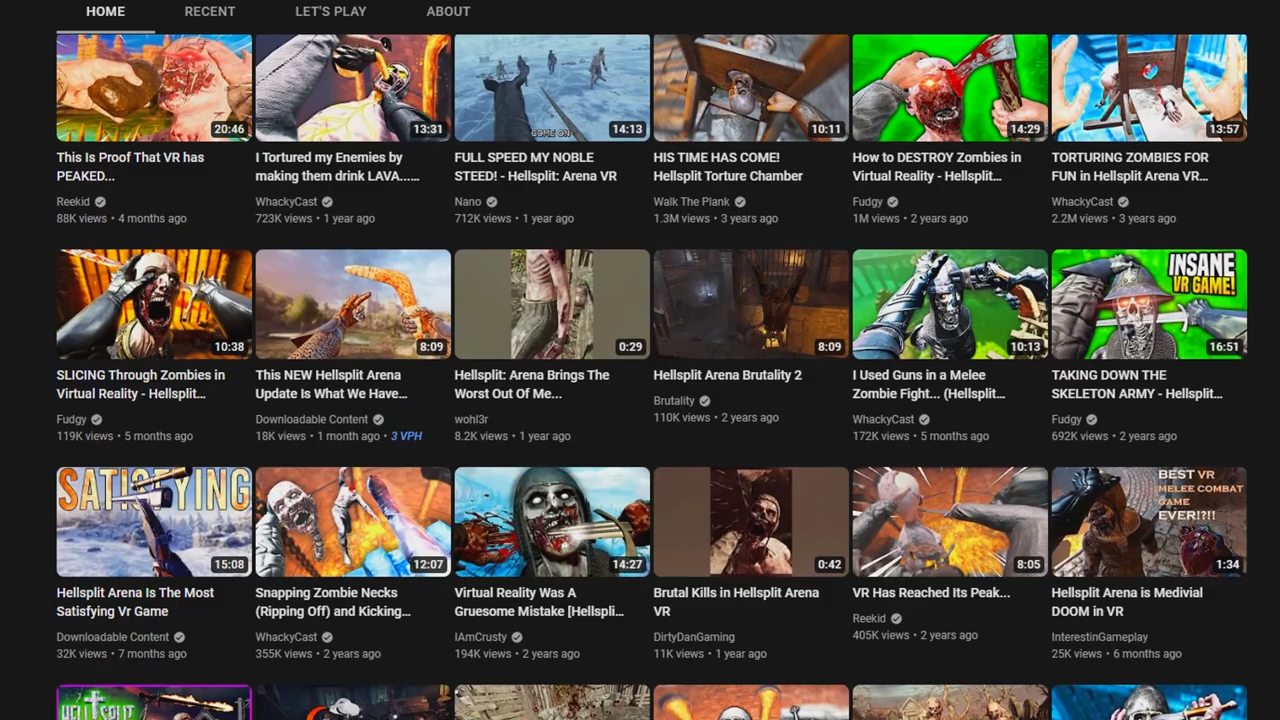 HOME RECENT LET'S PLAY ABOUT
20:46 13:31 COME ON 14:13 10:11 14:29 13:57
This Is Proof That VR has
PEAKED...
Reekid
88K views • 4 months ago
I Tortured my Enemies by
making them drink LAVA......
WhackyCast
723K views • 1 year ago
FULL SPEED MY NOBLE
STEED! - Hellsplit: Arena VR
Nano
712K views • 1 year ago
HIS TIME HAS COME!
Hellsplit Torture Chamber
Walk The Plank
1.3M views • 3 years ago
How to DESTROY Zombies in
Virtual Reality - Hellsplit...
Fudgy
1M views • 2 years ago
TORTURING ZOMBIES FOR
FUN in Hellsplit Arena VR...
WhackyCast
2.2M views • 3 years ago
10:38 8:09 0:29 8:09 10:13 INSANE
VR GAME!
16:51
SLICING Through Zombies in
Virtual Reality - Hellsplit...
Fudgy
119K views • 5 months ago
This NEW Hellsplit Arena
Update Is What We Have...
Downloadable Content
18K views • 1 month ago • 3 VPH
Hellsplit: Arena Brings The
Worst Out Of Me...
wohl3r
8.2K views • 1 year ago
Hellsplit Arena Brutality 2
Brutality
110K views • 2 years ago
I Used Guns in a Melee
Zombie Fight... (Hellsplit...
WhackyCast
172K views • 5 months ago
TAKING DOWN THE
SKELETON ARMY - Hellsplit...
Fudgy
692K views • 2 years ago
SATISFYING
15:08 12:07 14:27 0:42 8:05
BEST VR
MELEE COMBAT
GAME
EVER!?!!
1:34
Hellsplit Arena Is The Most
Satisfying Vr Game
Downloadable Content
32K views • 7 months ago
Snapping Zombie Necks
(Ripping Off) and Kicking...
WhackyCast
355K views • 2 years ago
Virtual Reality Was A
Gruesome Mistake [Hellspli...
IAmCrusty
194K views • 2 years ago
Brutal Kills in Hellsplit Arena
VR
DirtyDanGaming
11K views • 1 year ago
VR Has Reached Its Peak...
Reekid
405K views • 2 years ago
Hellsplit Arena is Medivial
DOOM in VR
InterestinGameplay
25K views • 6 months ago
HELLSPLIT